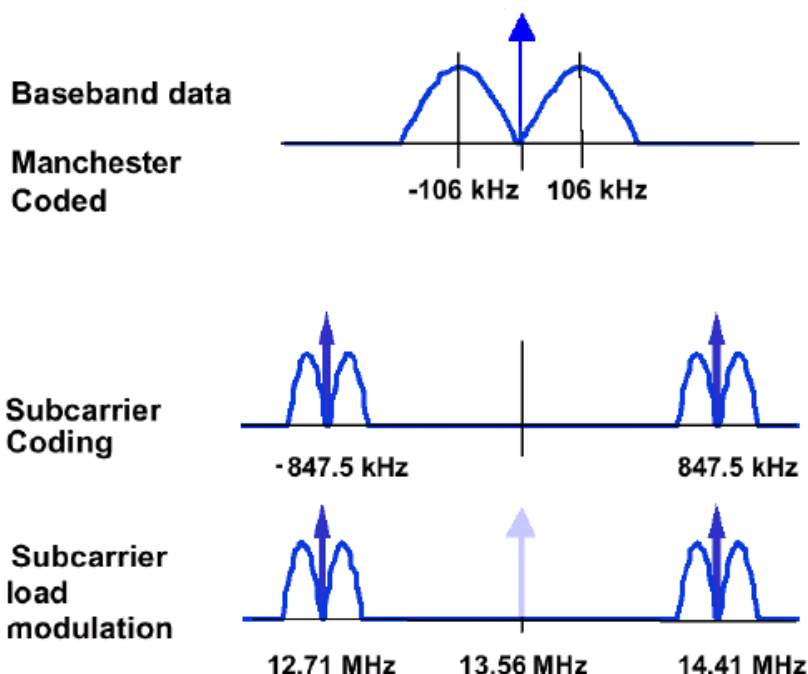 Baseband data
Manchester
Coded
-106 kHz 106 kHz
Subcarrier
Coding
-847.5 kHz 847.5 kHz
Subcarrier
load
modulation
12.71 MHz 13.56 MHz 14.41 MHz